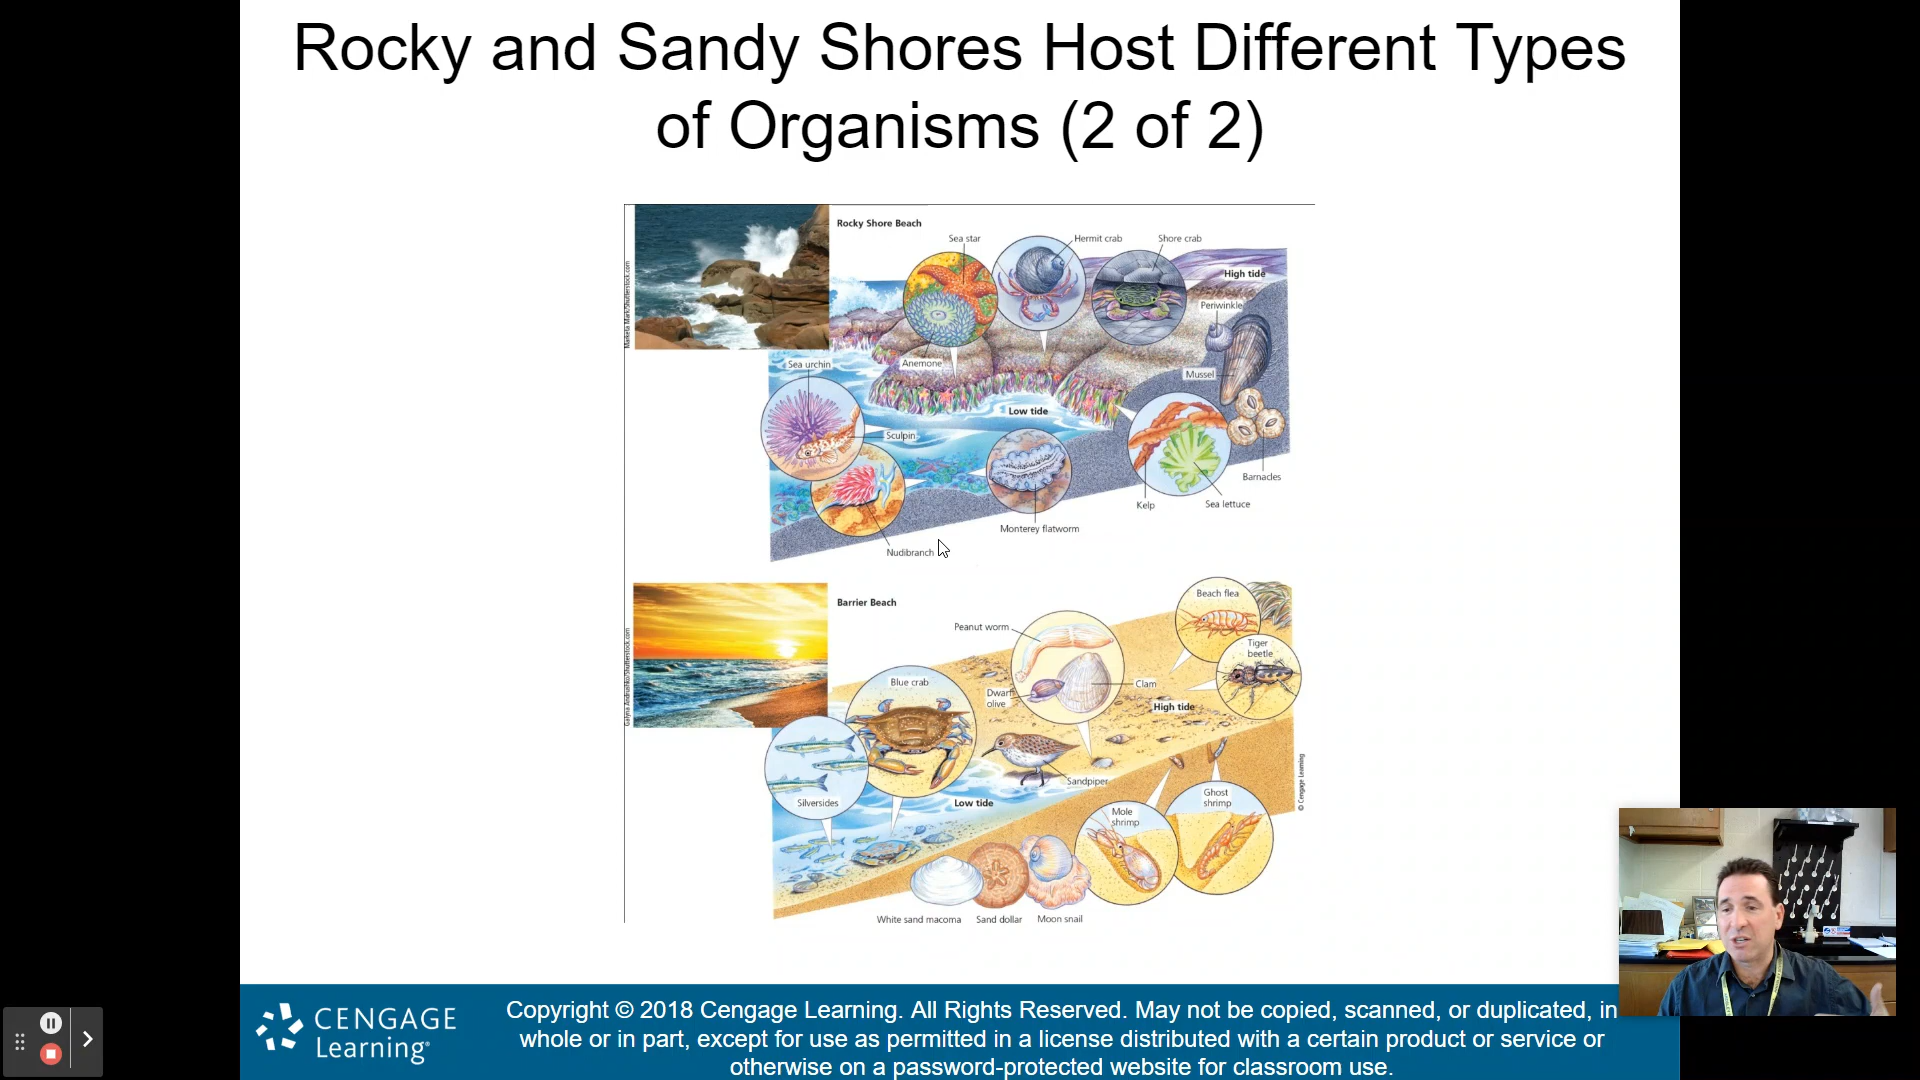 Rocky and Sandy Shores Host Different Types
of Organisms (2 of 2)
Rocky Shore Beach
Sea star
Hermit crab
Shore crab
High tide
Periwinkle
Sea urchin
Anemone
Mussel
Low tide
Sculpin
Barnacles
Kelp
Sea lettuce
Monterey flatworm
Nudibranch
Barrier Beach
Beach flea
Peanut worm
Tiger
beetle
Blue crab
Clam
Dwarf
olive
High tide
Sandpiper
Silversides
Low tide
Ghost
shrimp
Mole
shrimp
White sand macoma
Sand dollar
Moon snail
© Cengage Learning
CENGAGE
Learning®
Copyright © 2018 Cengage Learning. All Rights Reserved. May not be copied, scanned, or duplicated, in
whole or in part, except for use as permitted in a license distributed with a certain product or service or
otherwise on a password-protected website for classroom use.